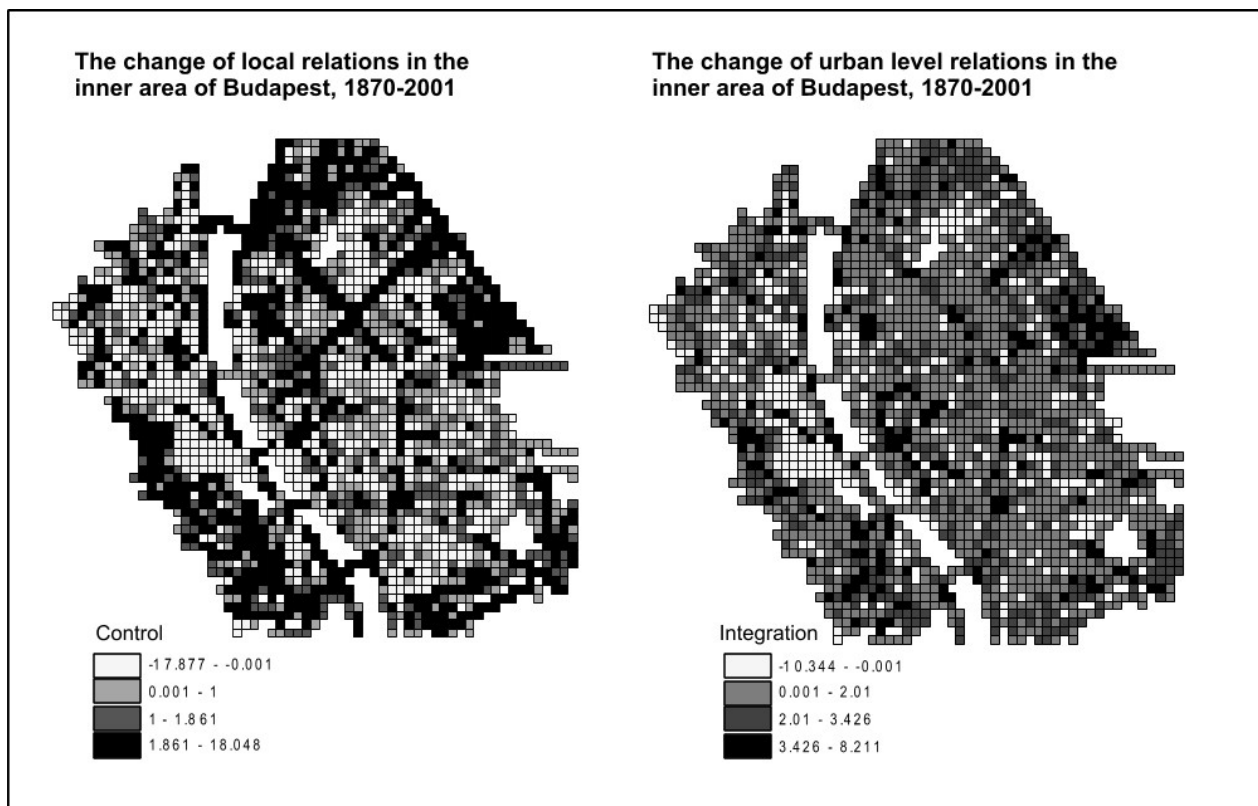 The change of local relations in the
inner area of Budapest, 1870-2001
The change of urban level relations in the
inner area of Budapest, 1870-2001
Control
-17.877 - -0.001
0.001 - 1
1 - 1.861
1.861 - 18.048
Integration
-10.344 - -0.001
0.001 - 2.01
2.01 - 3.426
3.426 - 8.211